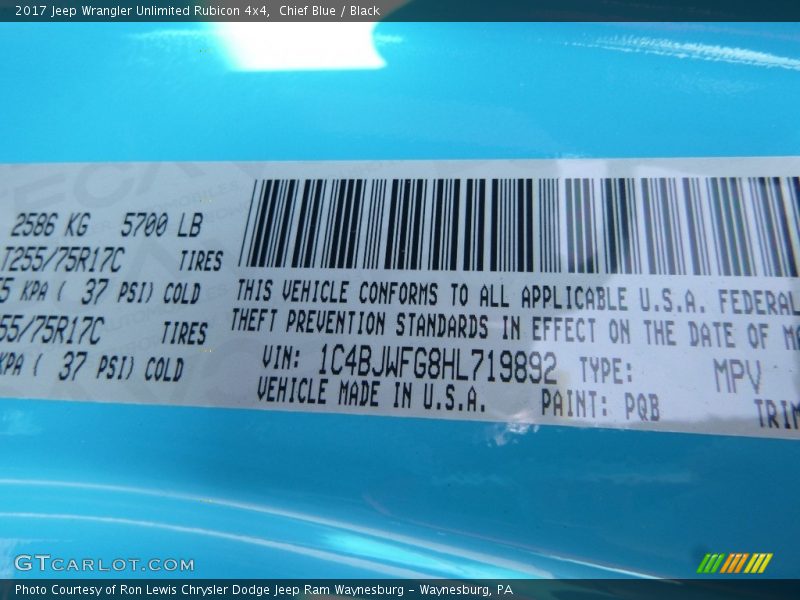 2017 Jeep Wrangler Unlimited Rubicon 4x4, Chief Blue / Black
2586 KG 5700 LB
T255/75R17C TIRES
5 KPA ( 37 PSI) COLD
55/75R17C TIRES
KPA ( 37 PSI) COLD
THIS VEHICLE CONFORMS TO ALL APPLICABLE U.S.A. FEDERAL
THEFT PREVENTION STANDARDS IN EFFECT ON THE DATE OF MA
VIN: 1C4BJWFG8HL719892 TYPE: MPV
VEHICLE MADE IN U.S.A. PAINT: PQB TRIM
GTCARLOT.COM
Photo Courtesy of Ron Lewis Chrysler Dodge Jeep Ram Waynesburg - Waynesburg, PA